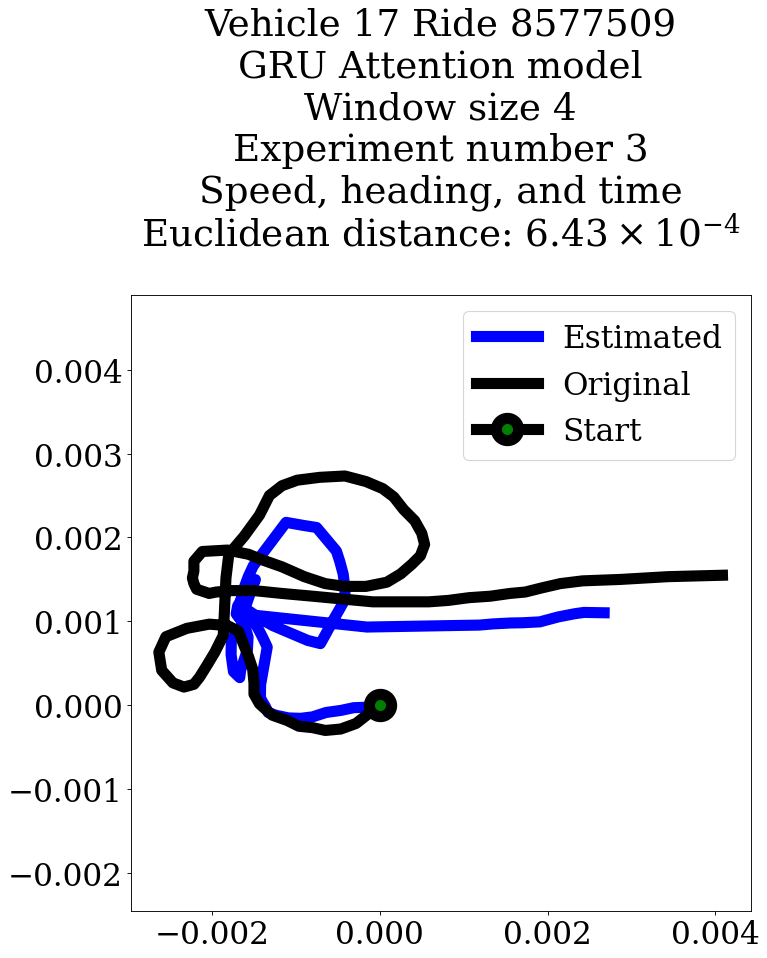 Vehicle 17 Ride 8577509
GRU Attention model
Window size 4
Experiment number 3
Speed, heading, and time
Euclidean distance: 6.43 × 10⁻⁴
Estimated
Original
Start
0.004
0.003
0.002
0.001
0.000
−0.001
−0.002
−0.002 0.000 0.002 0.004